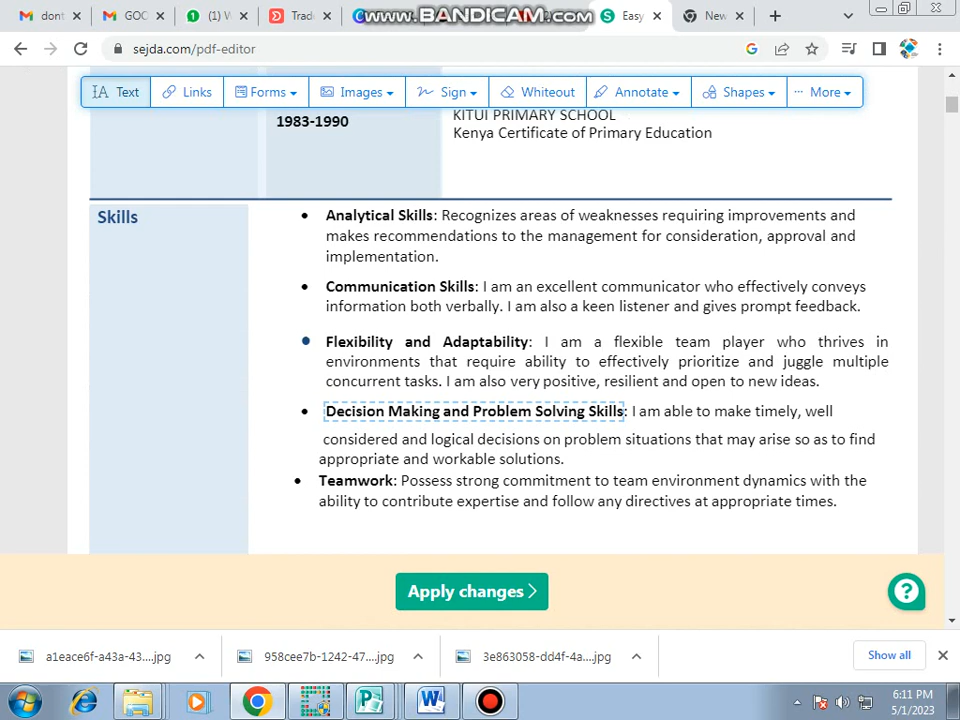 dont
GOC
(1) W
Trade
www.BANDICAM.com
Easy
New
sejda.com/pdf-editor
Text
Links
Forms
Images
Sign
Whiteout
Annotate
Shapes
More
1983-1990
KITUI PRIMARY SCHOOL
Kenya Certificate of Primary Education
Skills
• Analytical Skills: Recognizes areas of weaknesses requiring improvements and
makes recommendations to the management for consideration, approval and
implementation.
• Communication Skills: I am an excellent communicator who effectively conveys
information both verbally. I am also a keen listener and gives prompt feedback.
• Flexibility and Adaptability: I am a flexible team player who thrives in
environments that require ability to effectively prioritize and juggle multiple
concurrent tasks. I am also very positive, resilient and open to new ideas.
• Decision Making and Problem Solving Skills: I am able to make timely, well
considered and logical decisions on problem situations that may arise so as to find
appropriate and workable solutions.
• Teamwork: Possess strong commitment to team environment dynamics with the
ability to contribute expertise and follow any directives at appropriate times.
Apply changes
?
a1eace6f-a43a-43....jpg
958cee7b-1242-47....jpg
3e863058-dd4f-4a....jpg
Show all
6:11 PM
5/1/2023